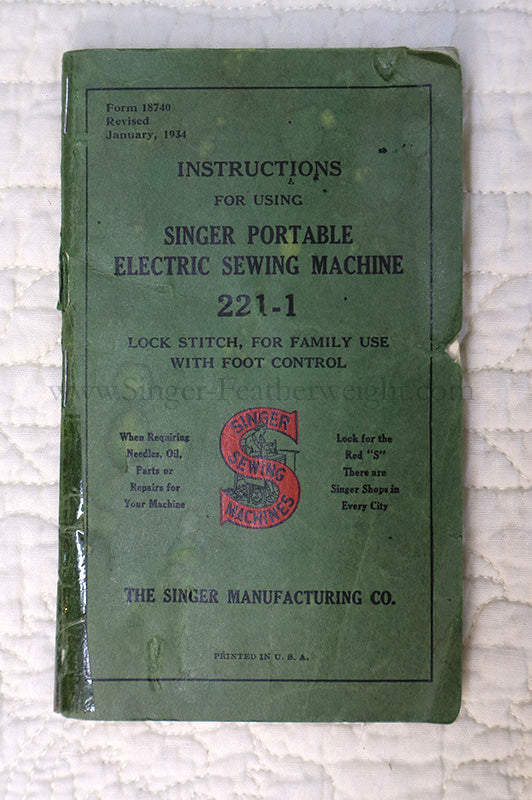 Form 18740
Revised
January, 1934
INSTRUCTIONS
FOR USING
SINGER PORTABLE
ELECTRIC SEWING MACHINE
221-1
LOCK STITCH, FOR FAMILY USE
WITH FOOT CONTROL
www.Singer-Featherweight.com
When Requiring
Needles, Oil,
Parts or
Repairs for
Your Machine
SINGER
SEWING
MACHINES
Look for the
Red "S"
There are
Singer Shops in
Every City
THE SINGER MANUFACTURING CO.
PRINTED IN U. S. A.